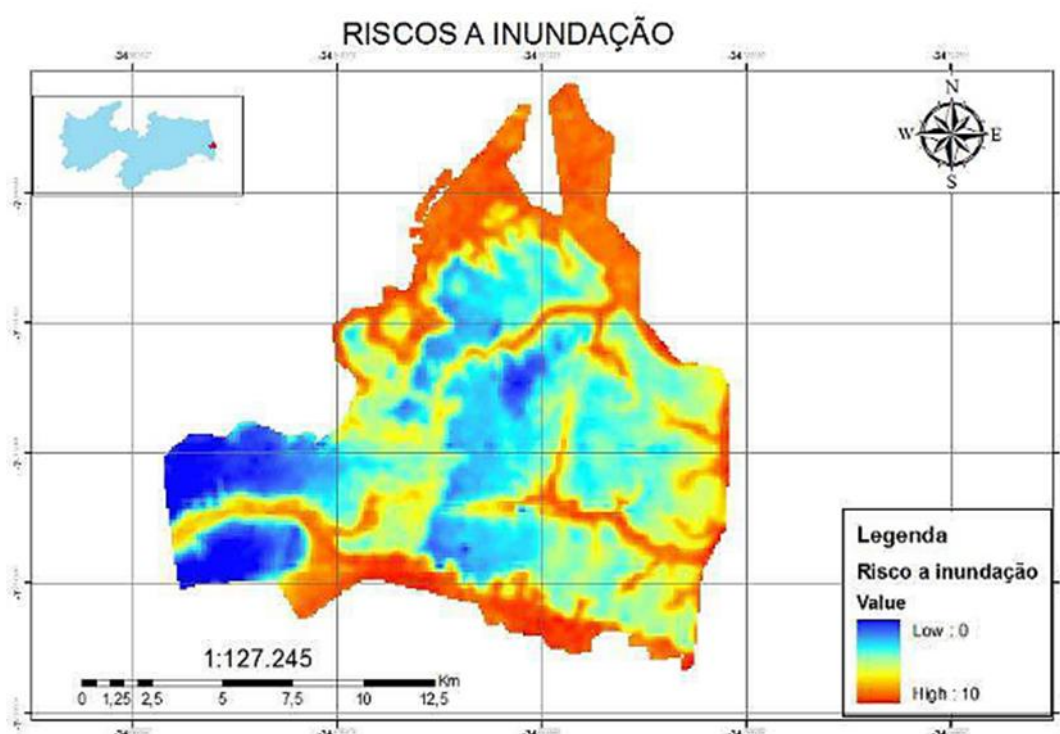 RISCOS A INUNDAÇÃO
N
W E
S
Legenda
Risco a inundação
Value
Low : 0
High : 10
1:127.245
Km
0 1,25 2,5 5 7,5 10 12,5